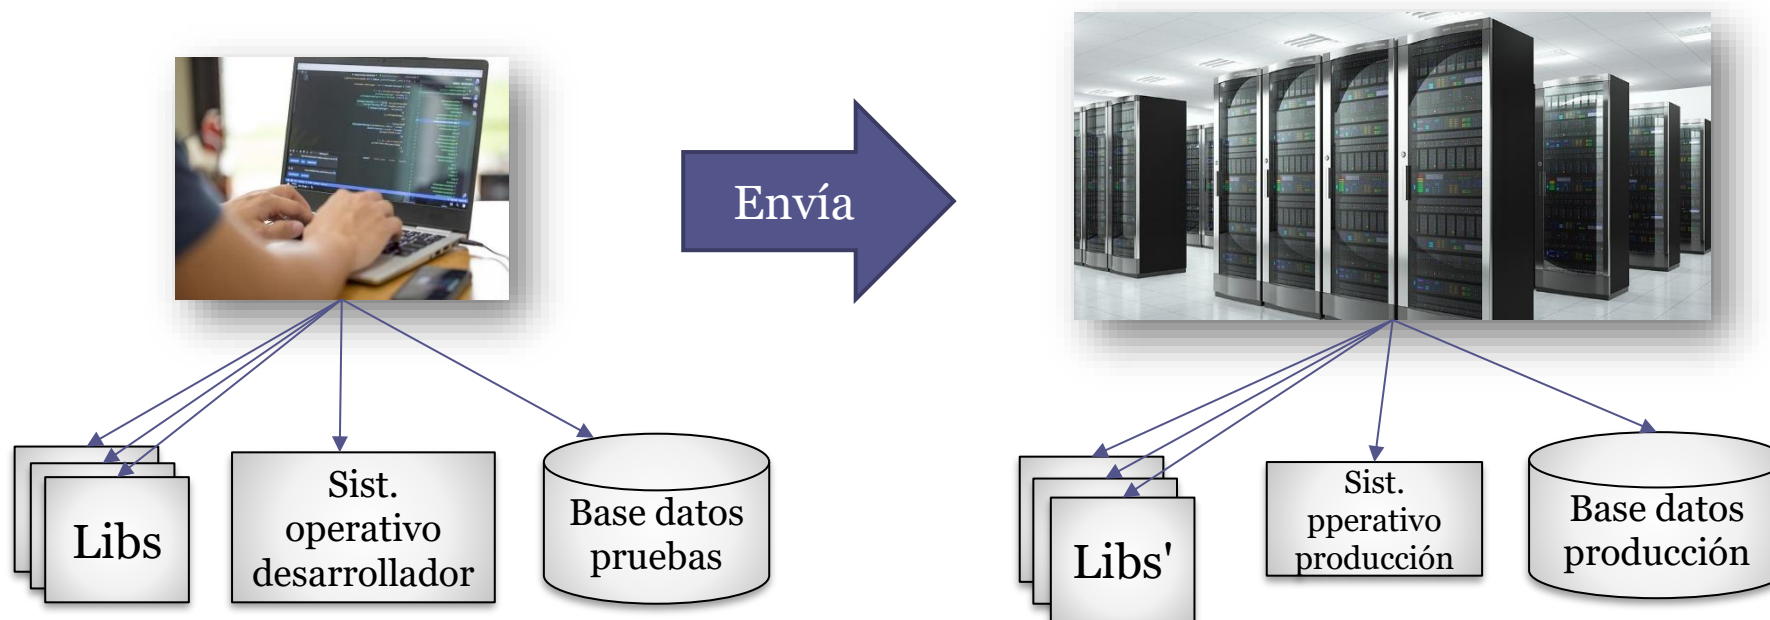 Envía
Libs
Sist.
operativo
desarrollador
Base datos
pruebas
Libs'
Sist.
pperativo
producción
Base datos
producción